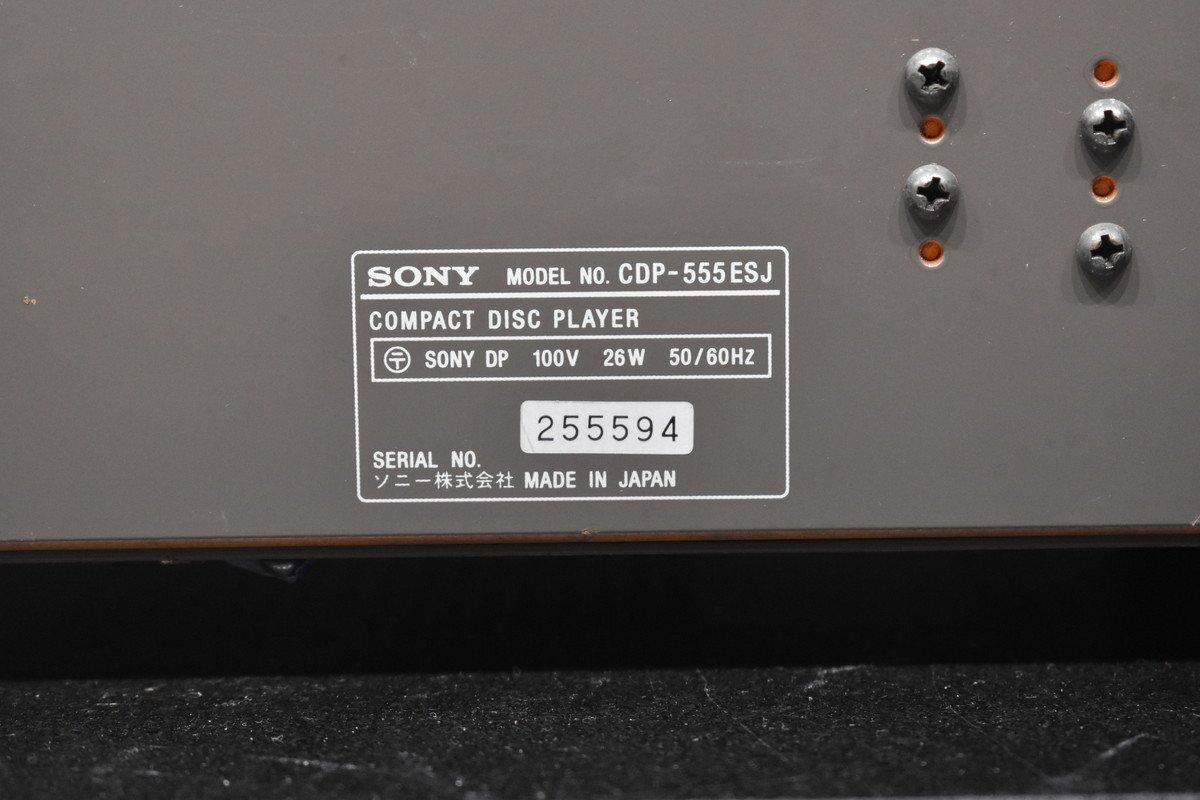 SONY MODEL NO. CDP-555ESJ
COMPACT DISC PLAYER
〒 SONY DP 100V 26W 50/60Hz
255594
SERIAL NO.
ソニー株式会社 MADE IN JAPAN